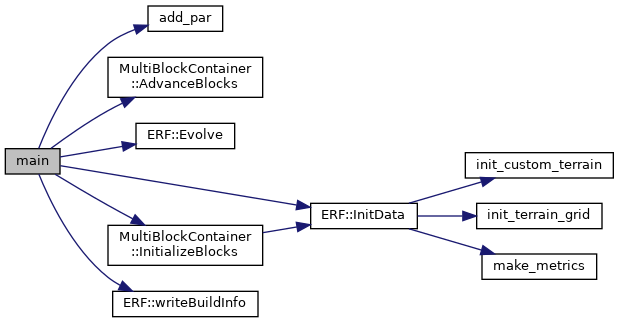 add_par
MultiBlockContainer
::AdvanceBlocks
ERF::Evolve
main
init_custom_terrain
ERF::InitData
init_terrain_grid
MultiBlockContainer
::InitializeBlocks
make_metrics
ERF::writeBuildInfo